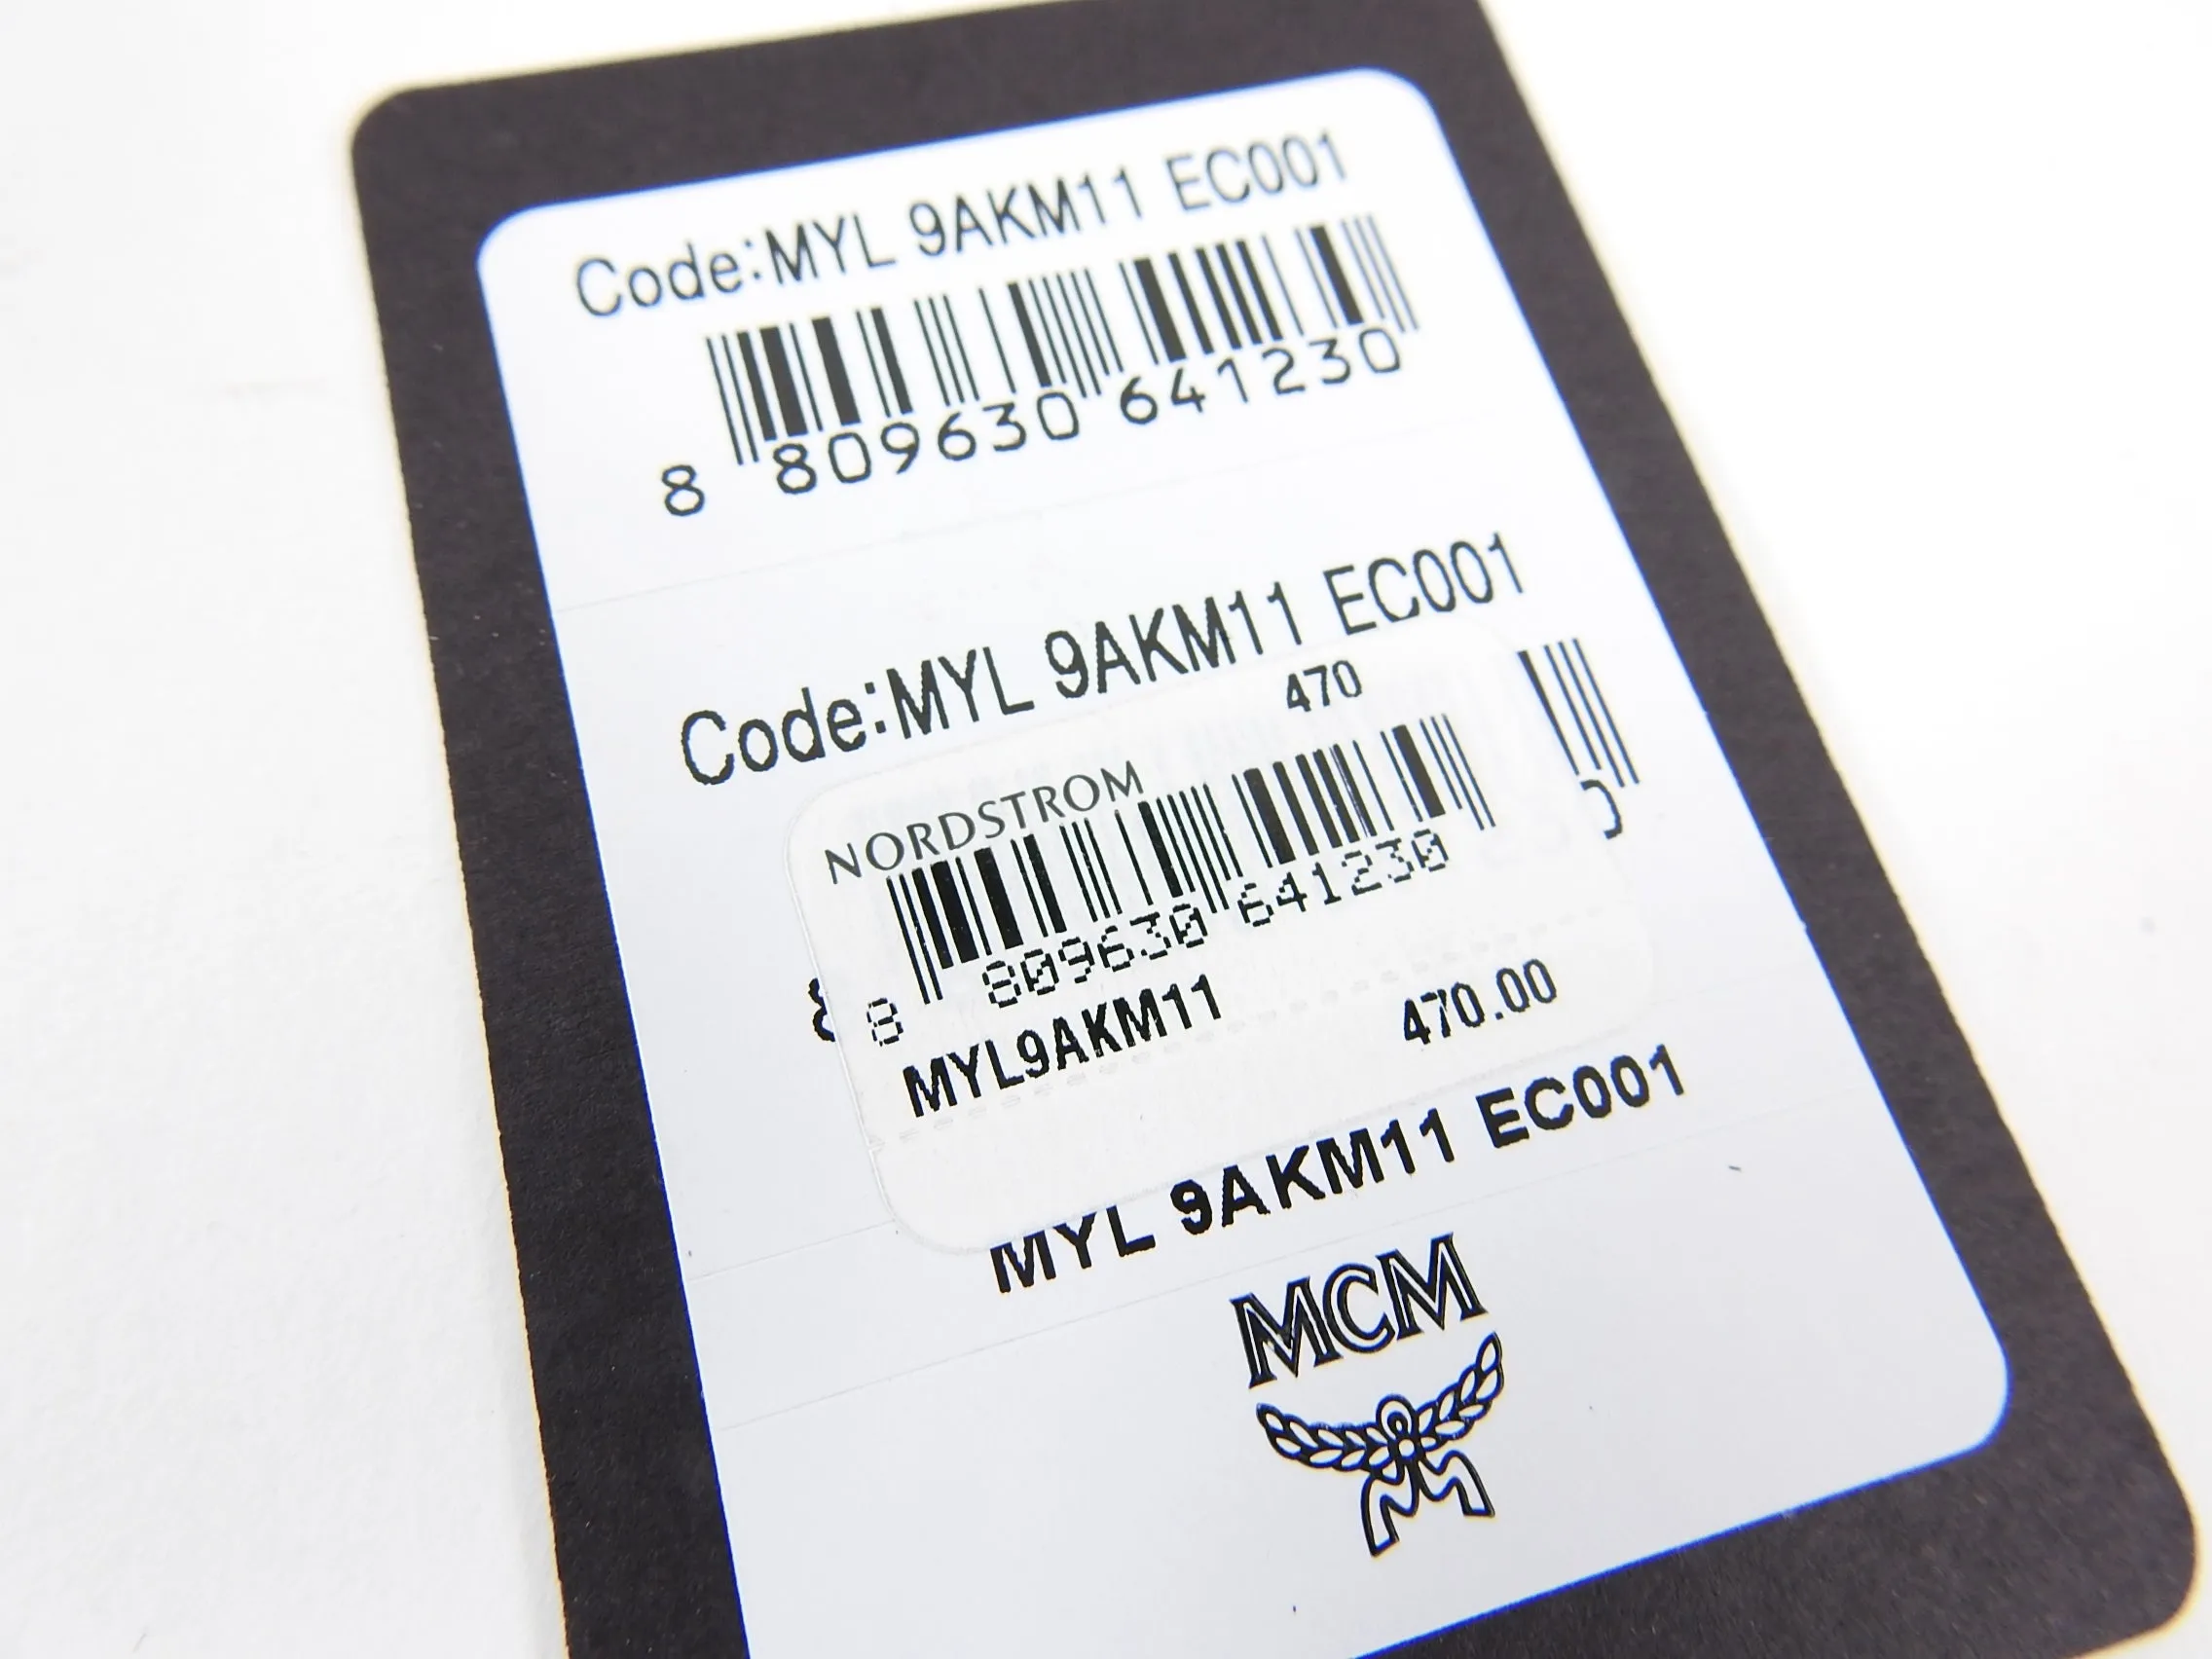 Code:MYL 9AKM11 EC001
8 809630 641230
Code:MYL 9AKM11 EC001
470
NORDSTROM
8 809630 641230
MYL9AKM11 470.00
MYL 9AKM11 EC001
MCM